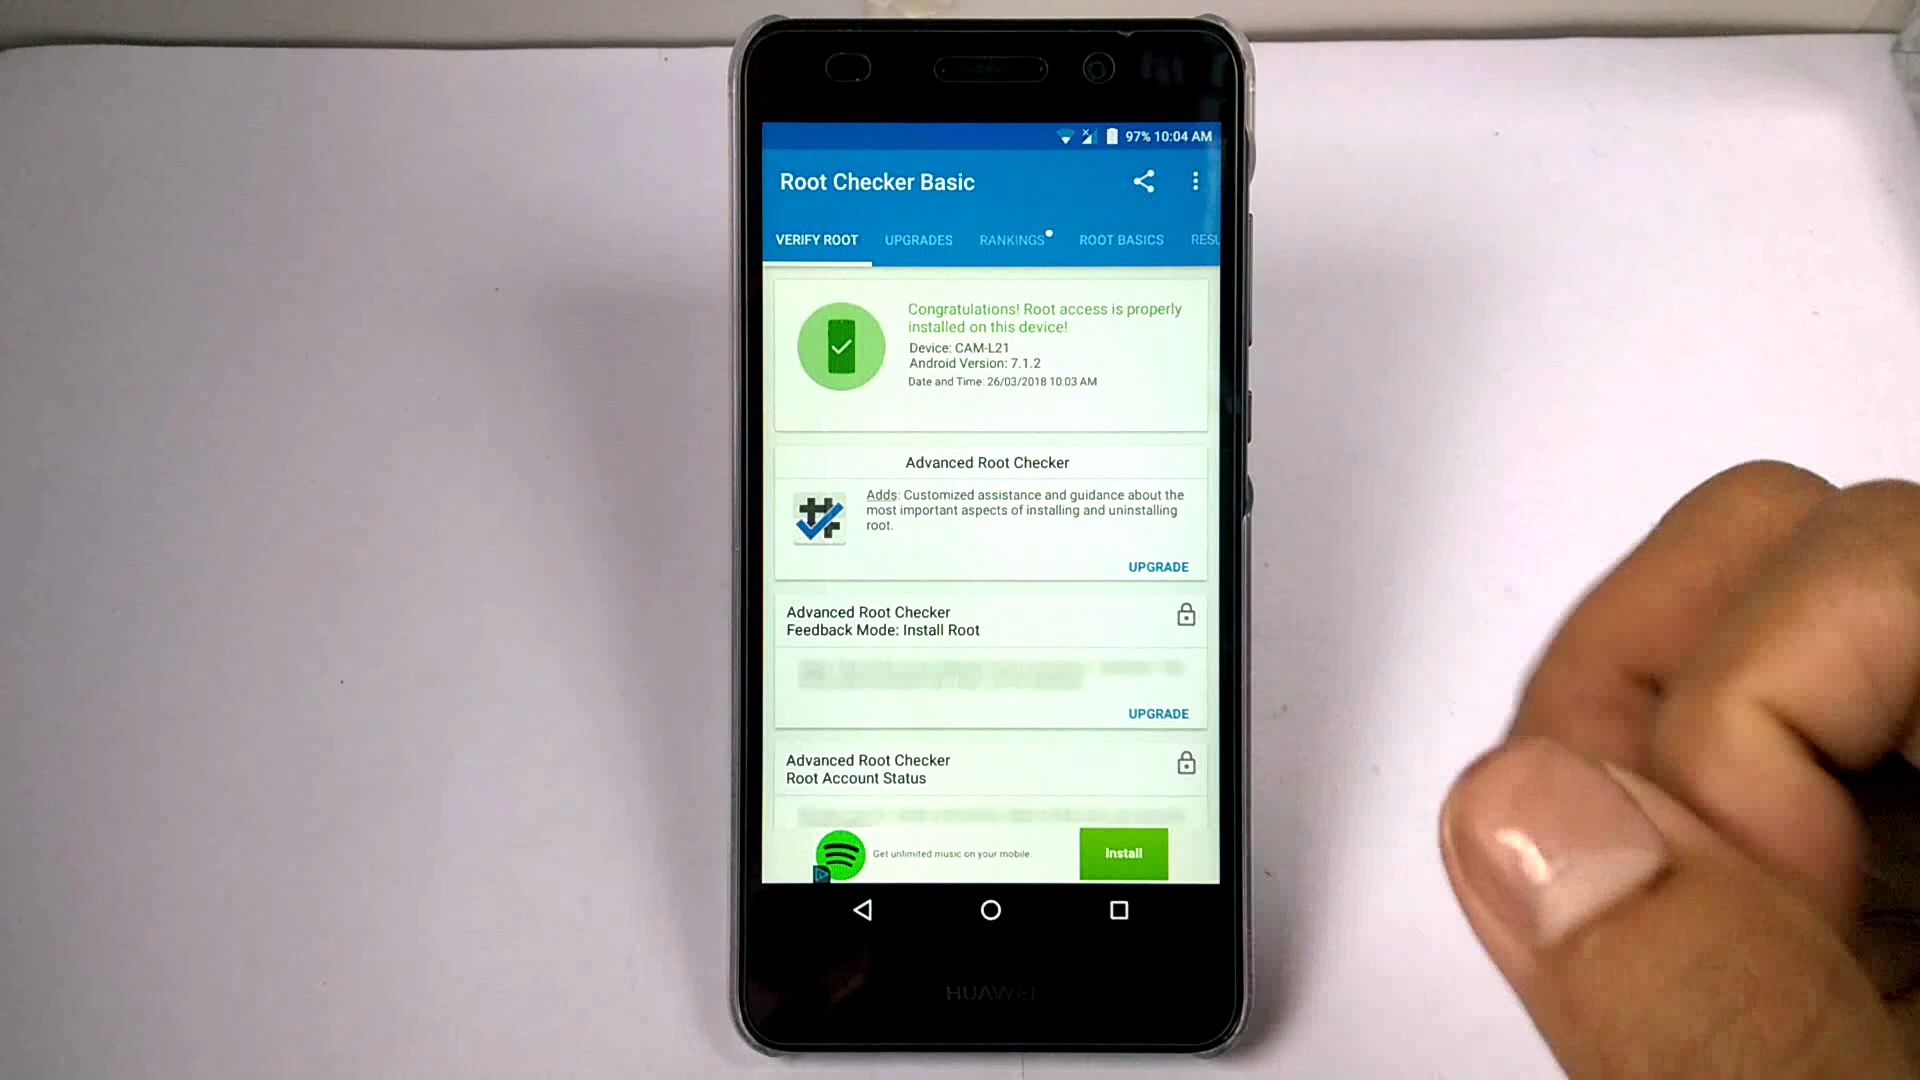 97% 10:04 AM
Root Checker Basic
VERIFY ROOT UPGRADES RANKINGS ROOT BASICS RESU
Congratulations! Root access is properly
installed on this device!
Device: CAM-L21
Android Version: 7.1.2
Date and Time: 26/03/2018 10:03 AM
Advanced Root Checker
Adds: Customized assistance and guidance about the
most important aspects of installing and uninstalling
root.
UPGRADE
Advanced Root Checker
Feedback Mode: Install Root
UPGRADE
Advanced Root Checker
Root Account Status
Get unlimited music on your mobile.
Install
HUAWEI